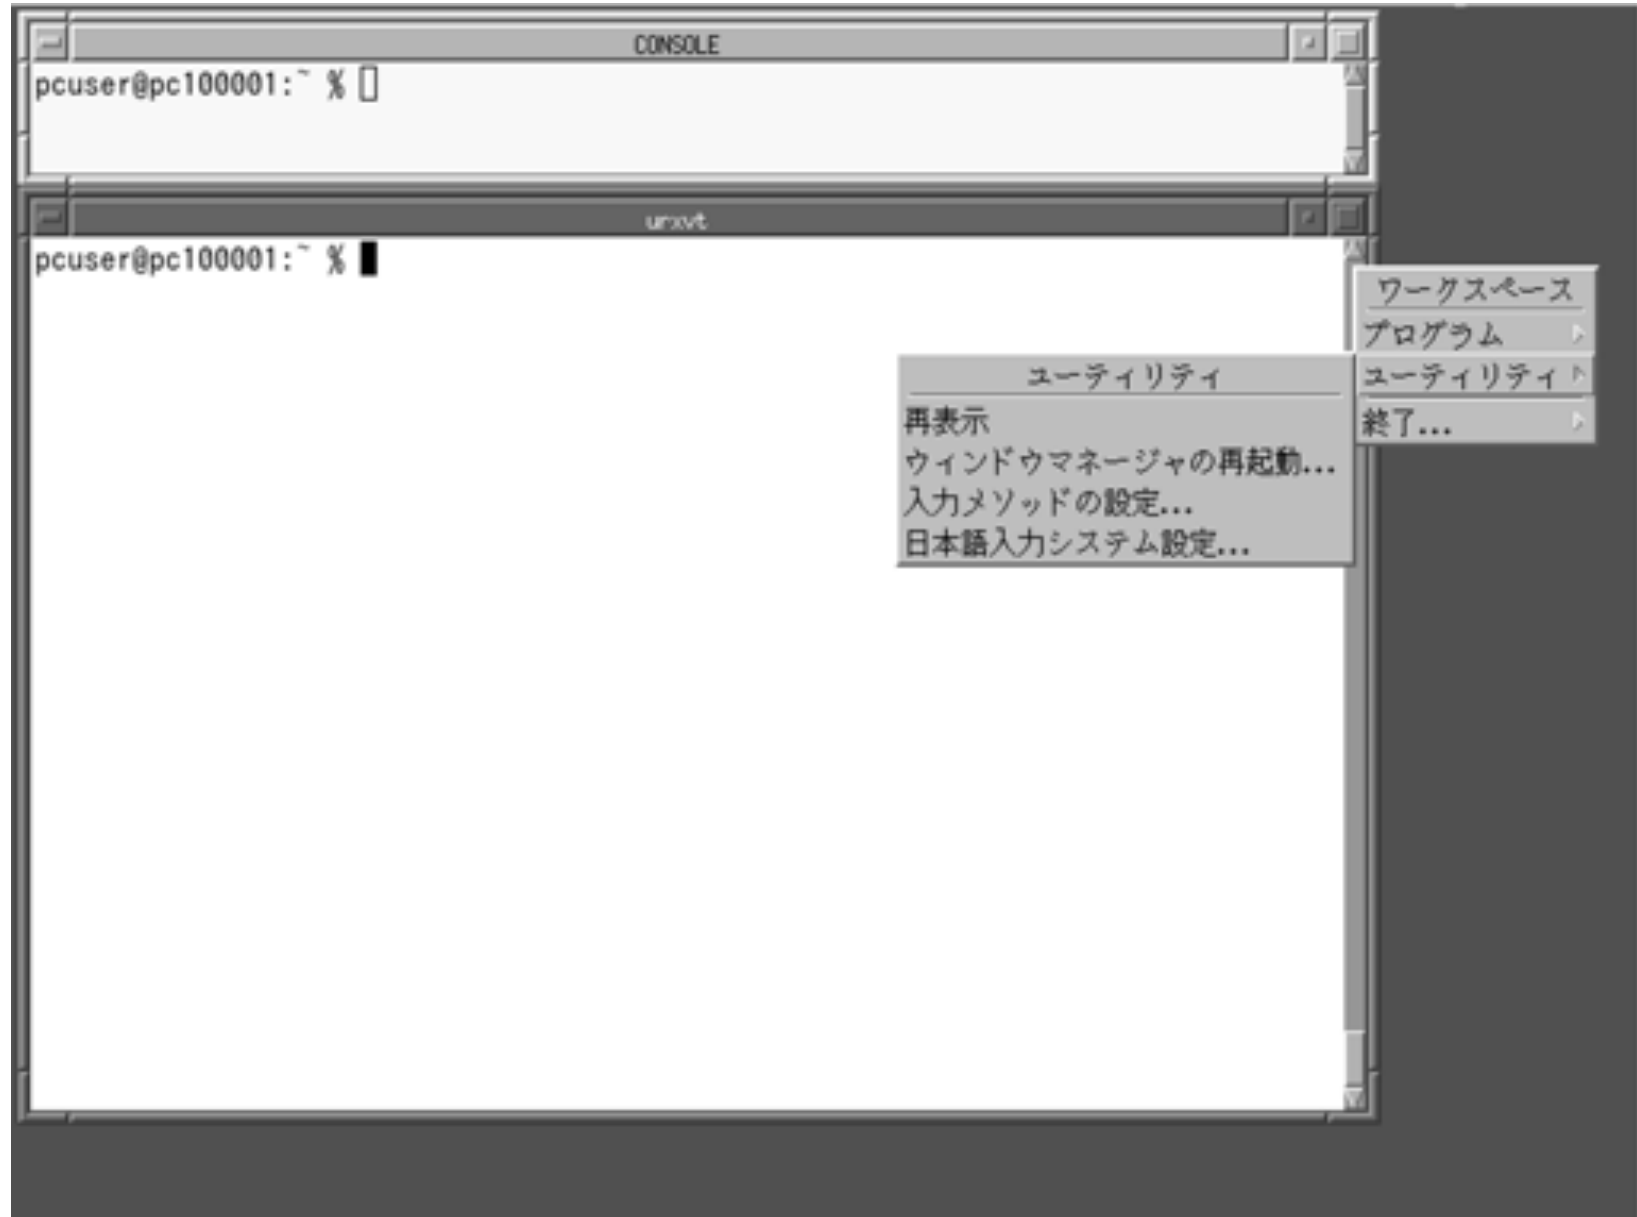 CONSOLE
pcuser@pc100001:~ %
urxvt
pcuser@pc100001:~ %
ワークスペース
プログラム
ユーティリティ
終了...
ユーティリティ
再表示
ウィンドウマネージャの再起動...
入力メソッドの設定...
日本語入力システム設定...